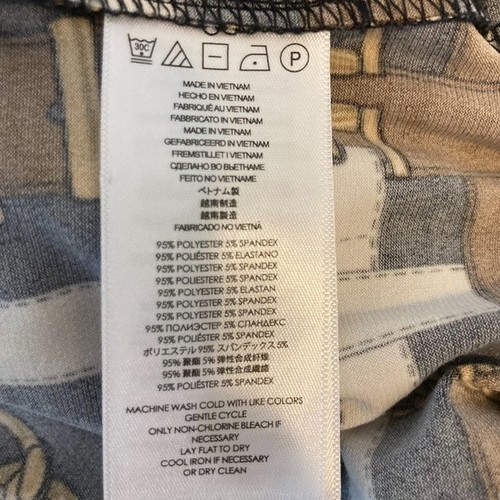 30C P
MADE IN VIETNAM
HECHO EN VIETNAM
FABRIQUÉ AU VIETNAM
FABBRICATO IN VIETNAM
MADE IN VIETNAM
GEFABRICEERD IN VIETNAM
FREMSTILLET I VIETNAM
СДЕЛАНО ВО ВЬЕТНАМЕ
FEITO NO VIETNAME
ベトナム製
越南制造
越南製造
FABRICADO NO VIETNÃ
95% POLYESTER 5% SPANDEX
95% POLIÉSTER 5% ELASTANO
95% POLYESTER 5% SPANDEX
95% POLIESTERE 5% SPANDEX
95% POLYESTER 5% ELASTAN
95% POLYESTER 5% SPANDEX
95% POLYESTER 5% SPANDEX
95% ПОЛИЭСТЕР 5% СПАНДЕКС
95% POLIÉSTER 5% SPANDEX
ポリエステル 95% スパンデックス 5%
95% 聚酯 5% 弹性合成纤维
95% 聚酯 5% 弾性合成纖維
95% POLIÉSTER 5% SPANDEX
MACHINE WASH COLD WITH LIKE COLORS
GENTLE CYCLE
ONLY NON-CHLORINE BLEACH IF
NECESSARY
LAY FLAT TO DRY
COOL IRON IF NECESSARY
OR DRY CLEAN